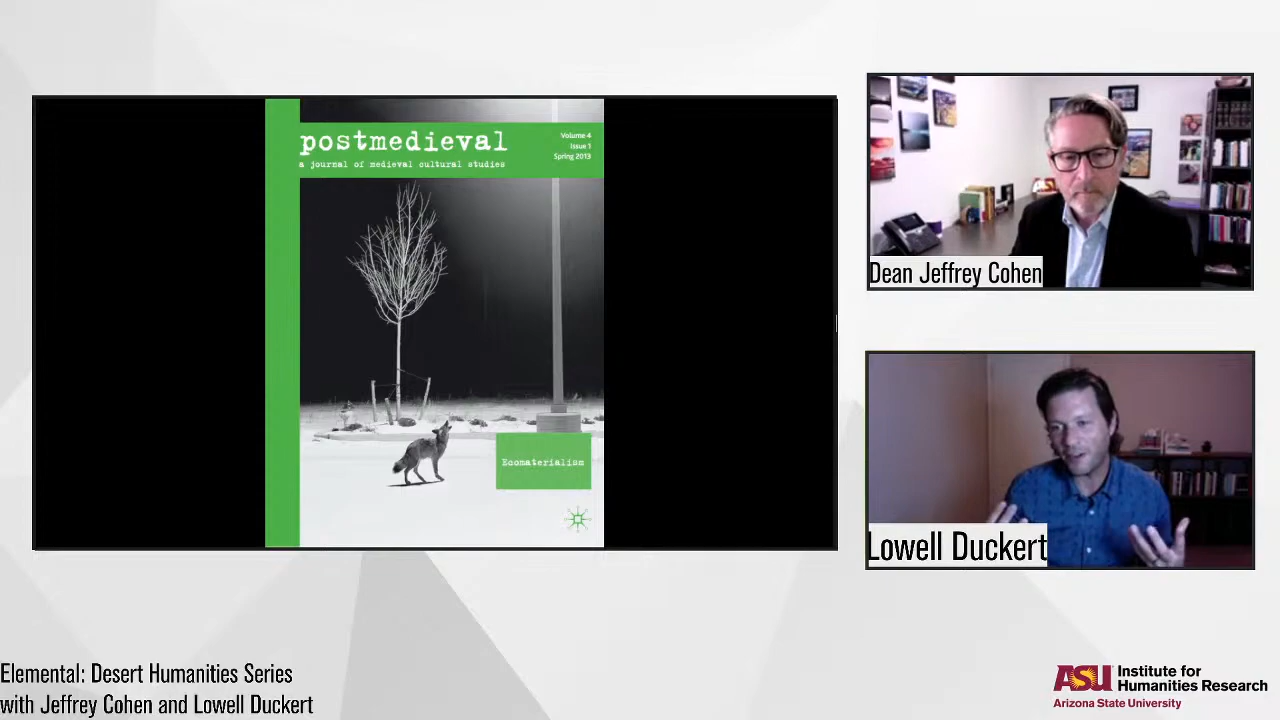 postmedieval
a journal of medieval cultural studies
Volume 4
Issue 1
Spring 2013
Ecomaterialism
Dean Jeffrey Cohen
Lowell Duckert
Elemental: Desert Humanities Series
with Jeffrey Cohen and Lowell Duckert
ASU Institute for
Humanities Research
Arizona State University